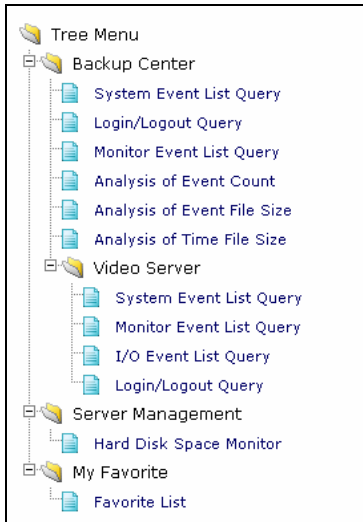 Tree Menu
Backup Center
System Event List Query
Login/Logout Query
Monitor Event List Query
Analysis of Event Count
Analysis of Event File Size
Analysis of Time File Size
Video Server
System Event List Query
Monitor Event List Query
I/O Event List Query
Login/Logout Query
Server Management
Hard Disk Space Monitor
My Favorite
Favorite List